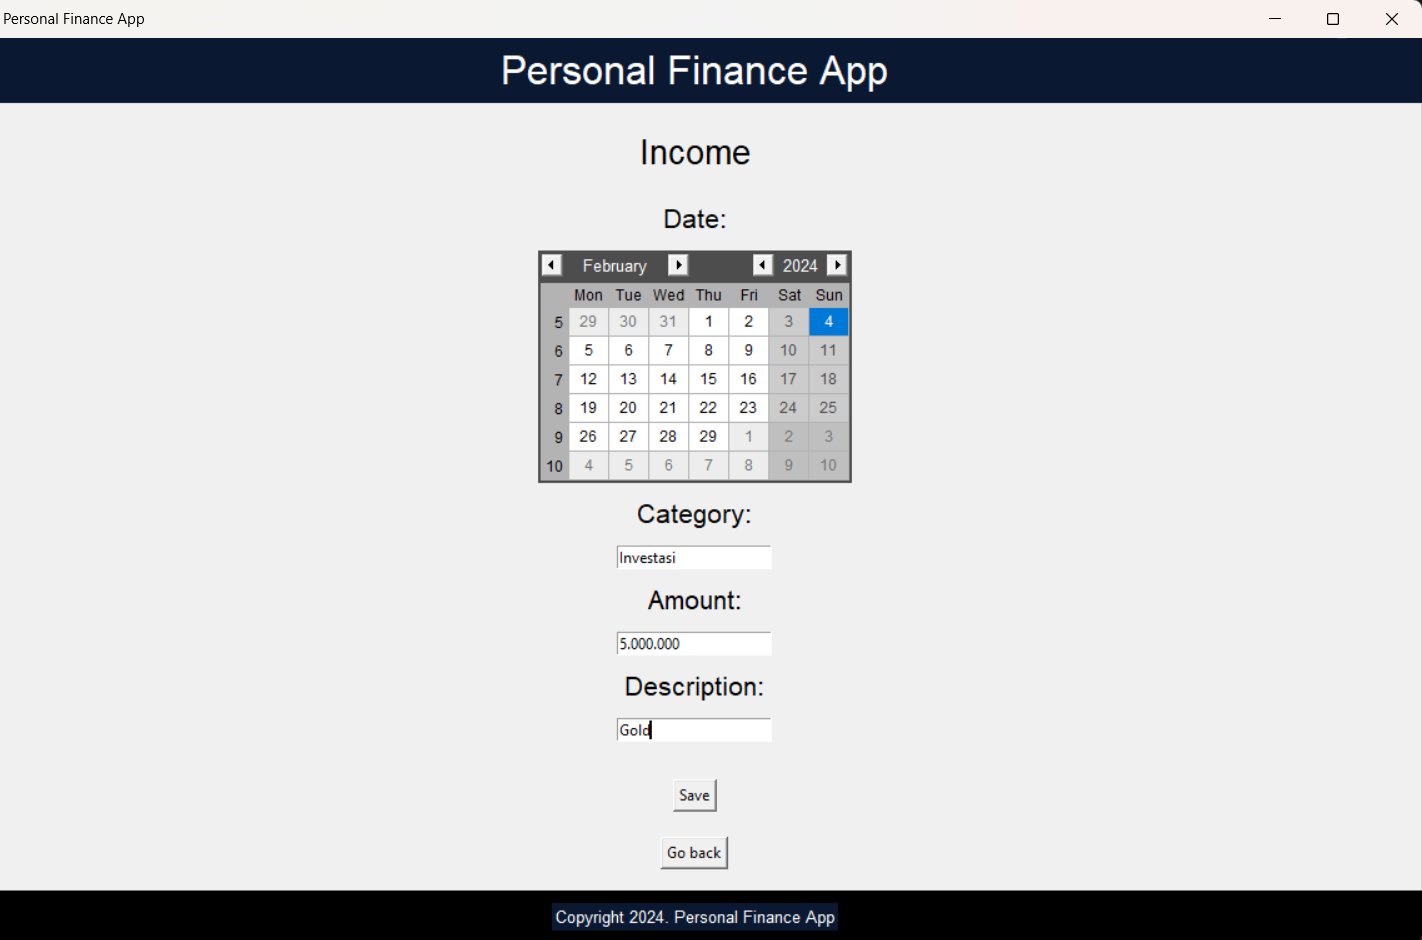 Personal Finance App
Personal Finance App
Income
Date:
February 2024
Mon Tue Wed Thu Fri Sat Sun
5 29 30 31 1 2 3 4
6 5 6 7 8 9 10 11
7 12 13 14 15 16 17 18
8 19 20 21 22 23 24 25
9 26 27 28 29 1 2 3
10 4 5 6 7 8 9 10
Category:
Investasi
Amount:
5.000.000
Description:
Gold
Save
Go back
Copyright 2024. Personal Finance App